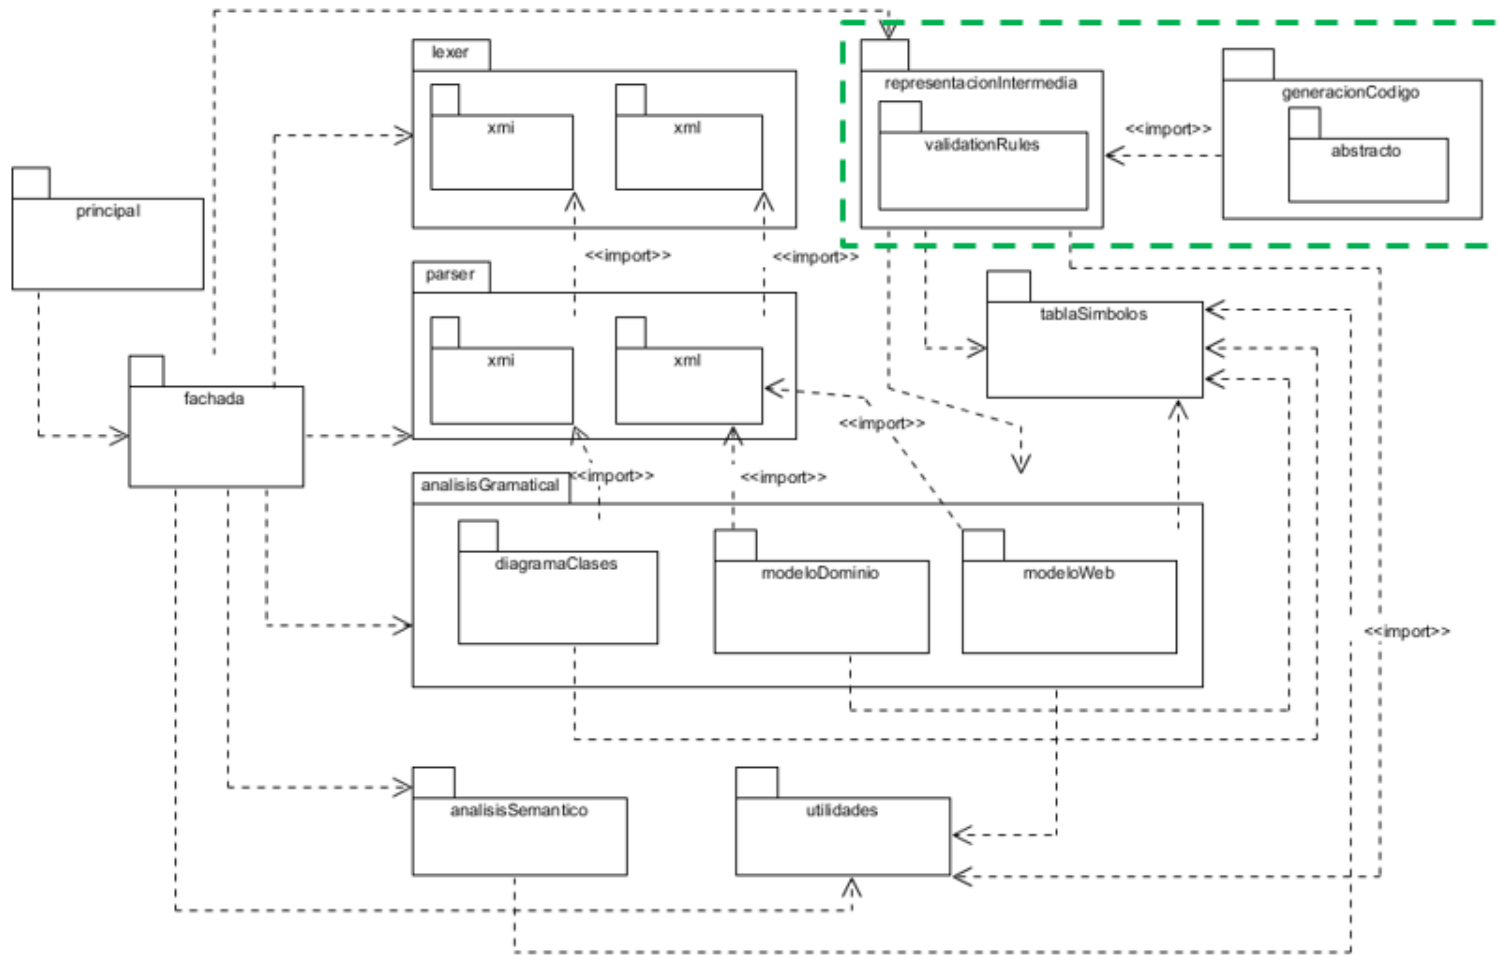 lexer
representacionIntermedia
generacionCodigo
xmi
xml
<<import>>
validationRules
abstracto
principal
<<import>>
<<import>>
parser
tablaSimbolos
xmi
xml
fachada
<<import>>
<<import>>
<<import>>
analisisGramatical
diagramaClases
modeloDominio
modeloWeb
<<import>>
analisisSemantico
utilidades